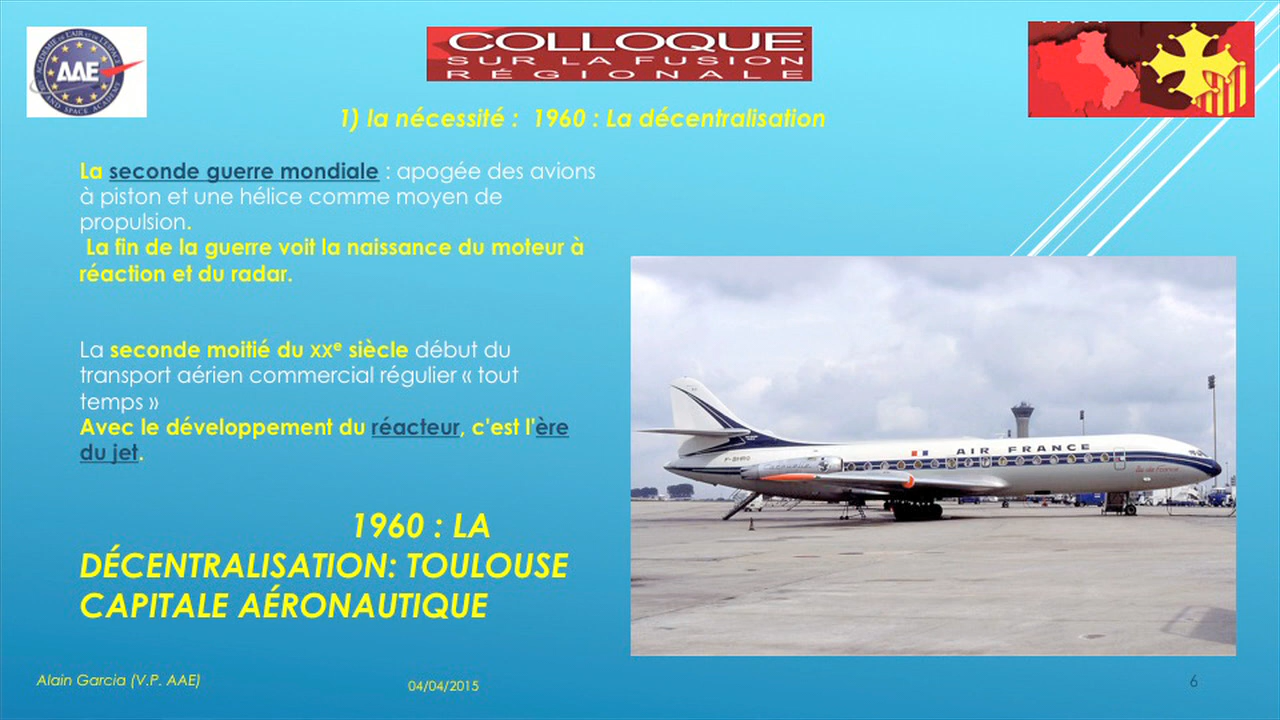 AAE
COLLOQUE
SUR LA FUSION
RÉGIONALE
1) la nécessité : 1960 : La décentralisation
La seconde guerre mondiale : apogée des avions
à piston et une hélice comme moyen de
propulsion.
La fin de la guerre voit la naissance du moteur à
réaction et du radar.
La seconde moitié du XXe siècle début du
transport aérien commercial régulier « tout
temps »
Avec le développement du réacteur, c'est l'ère
du jet.
1960 : LA
DÉCENTRALISATION: TOULOUSE
CAPITALE AÉRONAUTIQUE
AIR FRANCE
Alain Garcia (V.P. AAE)
04/04/2015
6